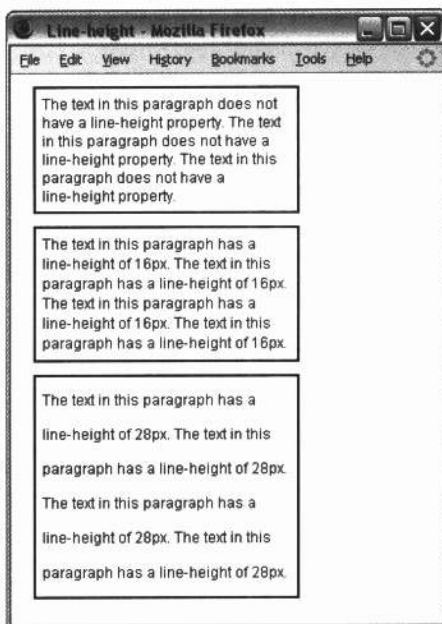 Line-height - Mozilla Firefox
File Edit View History Bookmarks Tools Help
The text in this paragraph does not
have a line-height property. The text
in this paragraph does not have a
line-height property. The text in this
paragraph does not have a
line-height property.
The text in this paragraph has a
line-height of 16px. The text in this
paragraph has a line-height of 16px.
The text in this paragraph has a
line-height of 16px. The text in this
paragraph has a line-height of 16px.
The text in this paragraph has a
line-height of 28px. The text in this
paragraph has a line-height of 28px.
The text in this paragraph has a
line-height of 28px. The text in this
paragraph has a line-height of 28px.